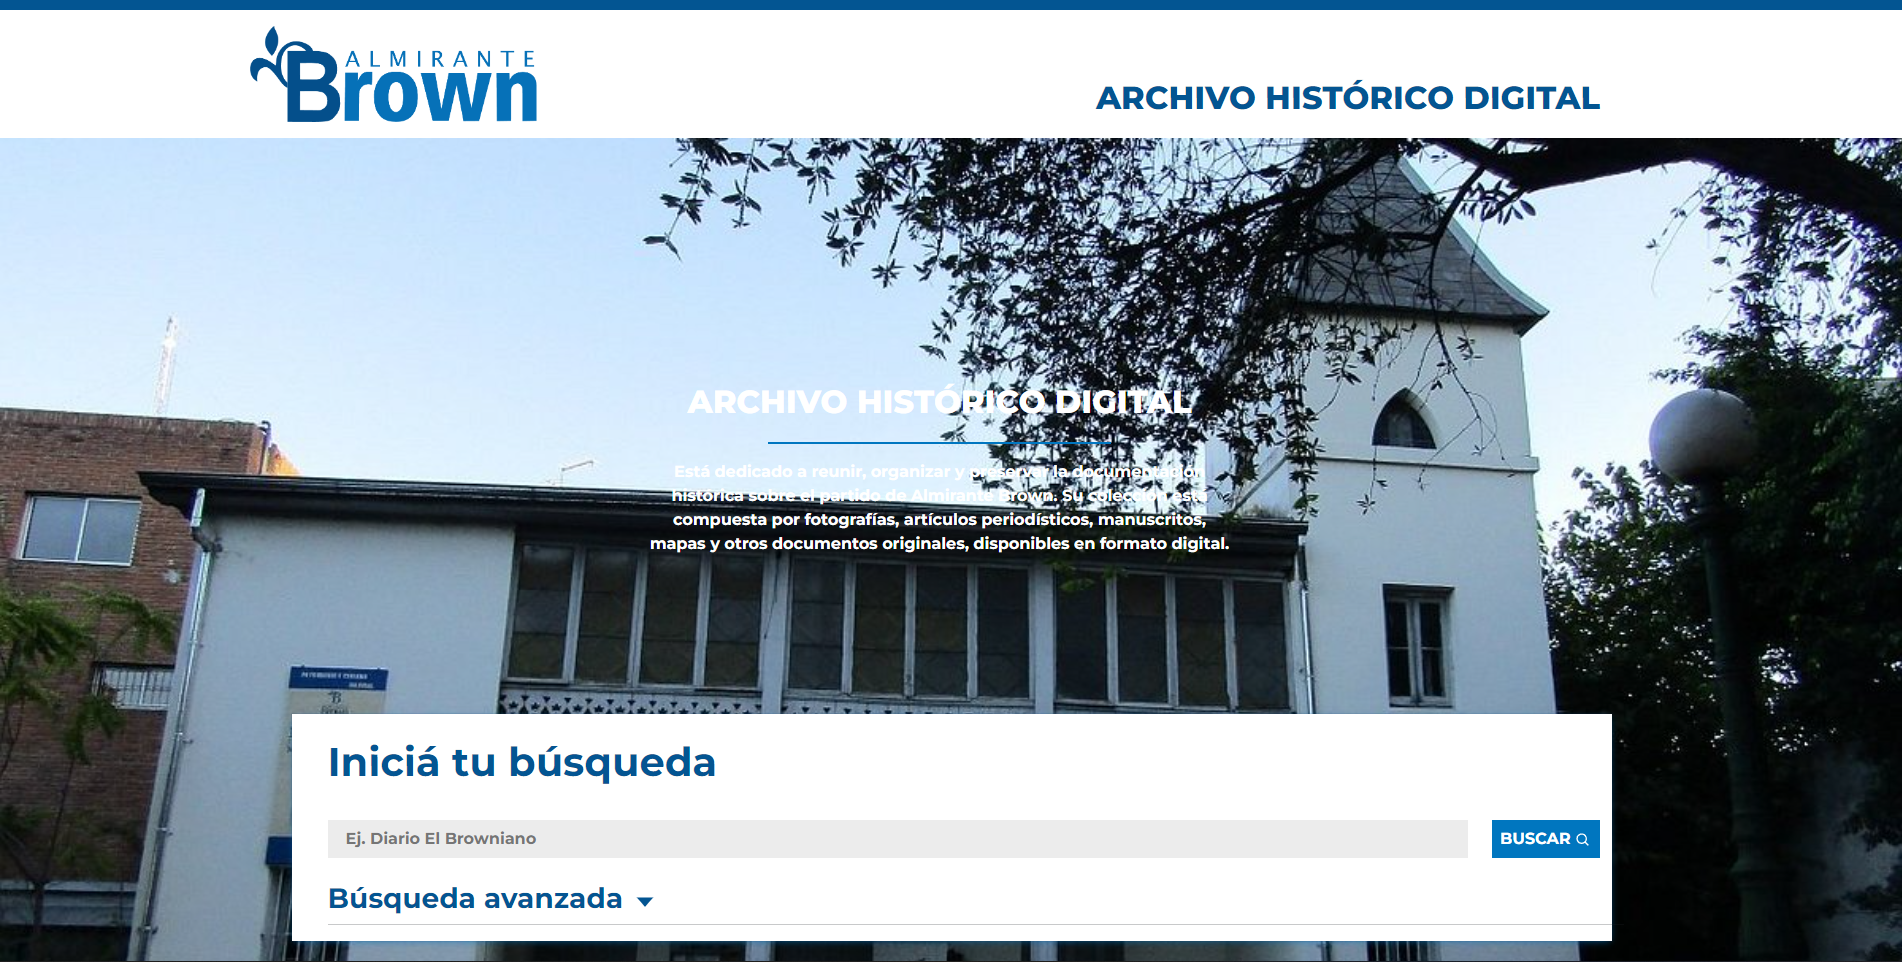 ALMIRANTE
Brown
ARCHIVO HISTÓRICO DIGITAL
ARCHIVO HISTÓRICO DIGITAL
Está dedicado a reunir, organizar y preservar la documentación
histórica sobre el partido de Almirante Brown. Su colección está
compuesta por fotografías, artículos periodísticos, manuscritos,
mapas y otros documentos originales, disponibles en formato digital.
Iniciá tu búsqueda
Ej. Diario El Browniano
BUSCAR
Búsqueda avanzada